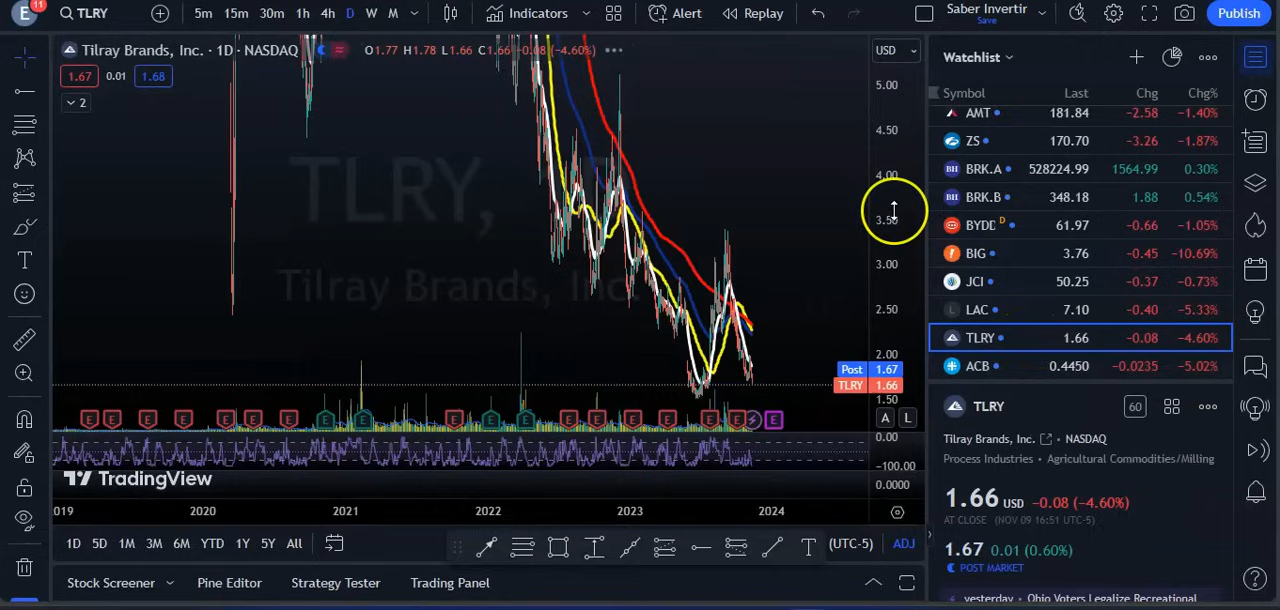 E 11 TLRY 5m 15m 30m 1h 4h D W M Indicators Alert Replay Saber Invertir Save Publish
Tilray Brands, Inc. · 1D · NASDAQ O1.77 H1.78 L1.66 C1.66 -0.08 (-4.60%) USD
1.67 0.01 1.68
2
TLRY,
Tilray Brands, Inc.
5.00
4.50
4.00
3.50
3.00
2.50
2.00
Post 1.67
TLRY 1.66
1.50
E E E E E E E E E E E E E E E E E E E
A L
0.00
-100.00
0.0000
TradingView
2019 2020 2021 2022 2023 2024
1D 5D 1M 3M 6M YTD 1Y 5Y All (UTC-5) ADJ
Stock Screener Pine Editor Strategy Tester Trading Panel
Watchlist
Symbol Last Chg Chg%
AMT 181.84 -2.58 -1.40%
ZS 170.70 -3.26 -1.87%
BH BRK.A 528224.99 1564.99 0.30%
BH BRK.B 348.18 1.88 0.54%
BYDD D 61.97 -0.66 -1.05%
BIG 3.76 -0.45 -10.69%
JCI 50.25 -0.37 -0.73%
L LAC 7.10 -0.40 -5.33%
TLRY 1.66 -0.08 -4.60%
ACB 0.4450 -0.0235 -5.02%
TLRY 60
Tilray Brands, Inc. · NASDAQ
Process Industries · Agricultural Commodities/Milling
1.66 USD -0.08 (-4.60%)
AT CLOSE (NOV 09 16:51 UTC-5)
1.67 0.01 (0.60%)
POST MARKET
yesterday · Ohio Voters Legalize Recreational